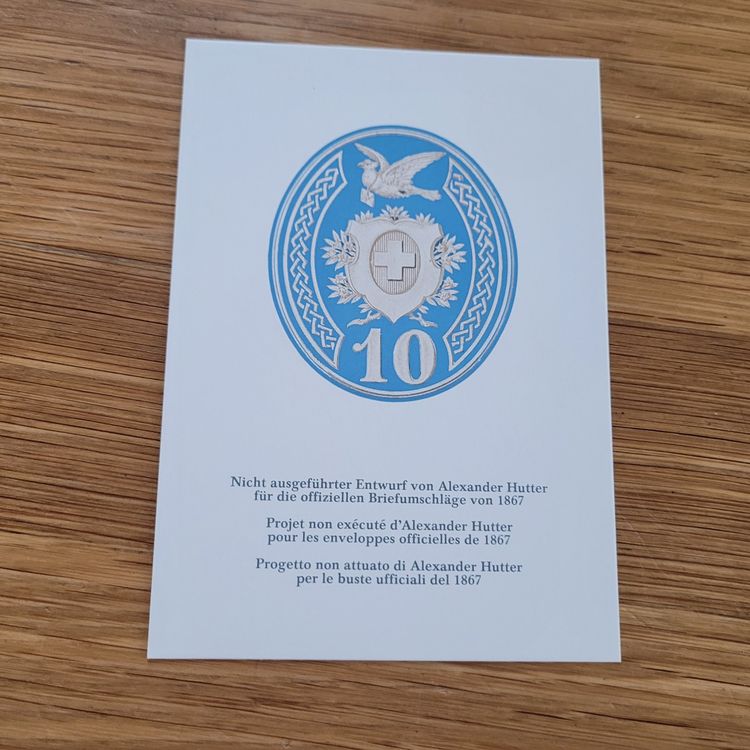 10
Nicht ausgeführter Entwurf von Alexander Hutter
für die offiziellen Briefumschläge von 1867
Projet non exécuté d'Alexander Hutter
pour les enveloppes officielles de 1867
Progetto non attuato di Alexander Hutter
per le buste ufficiali del 1867